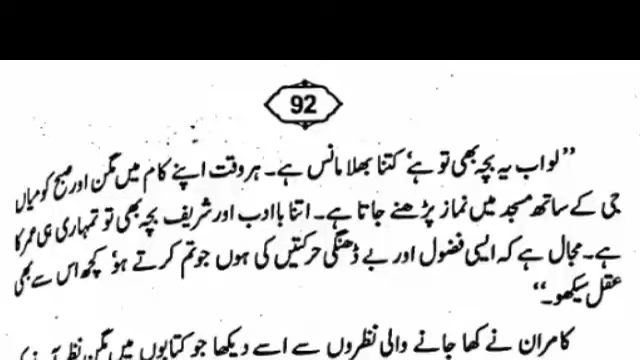 92
”لو اب یہ بچہ بھی تو ہے‘ کتنا بھلا مانس ہے۔ ہر وقت اپنے کام میں مگن اور صبح کو میاں
جی کے ساتھ مسجد میں نماز پڑھنے جاتا ہے۔ اتنا باادب اور شریف بچہ بھی تو تمہاری ہی عمر کا
ہے۔ مجال ہے کہ ایسی فضول اور بے ڈھنگی حرکتیں کی ہوں جو تم کرتے ہو‘ کچھ اس سے بھی
عقل سیکھو۔“
کامران نے کھا جانے والی نظروں سے اسے دیکھا جو کتابوں میں مگن نظر آنے کی